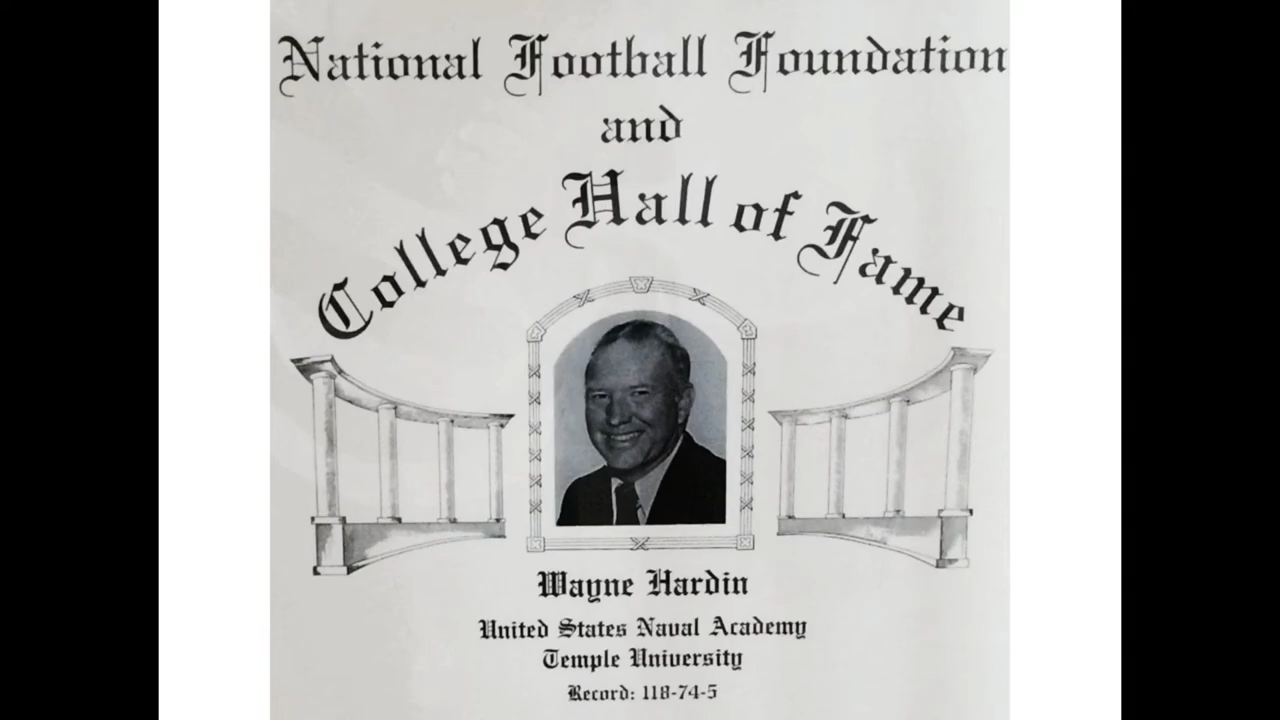 National Football Foundation
and
College Hall of Fame
Wayne Hardin
United States Naval Academy
Temple University
Record: 118-74-5